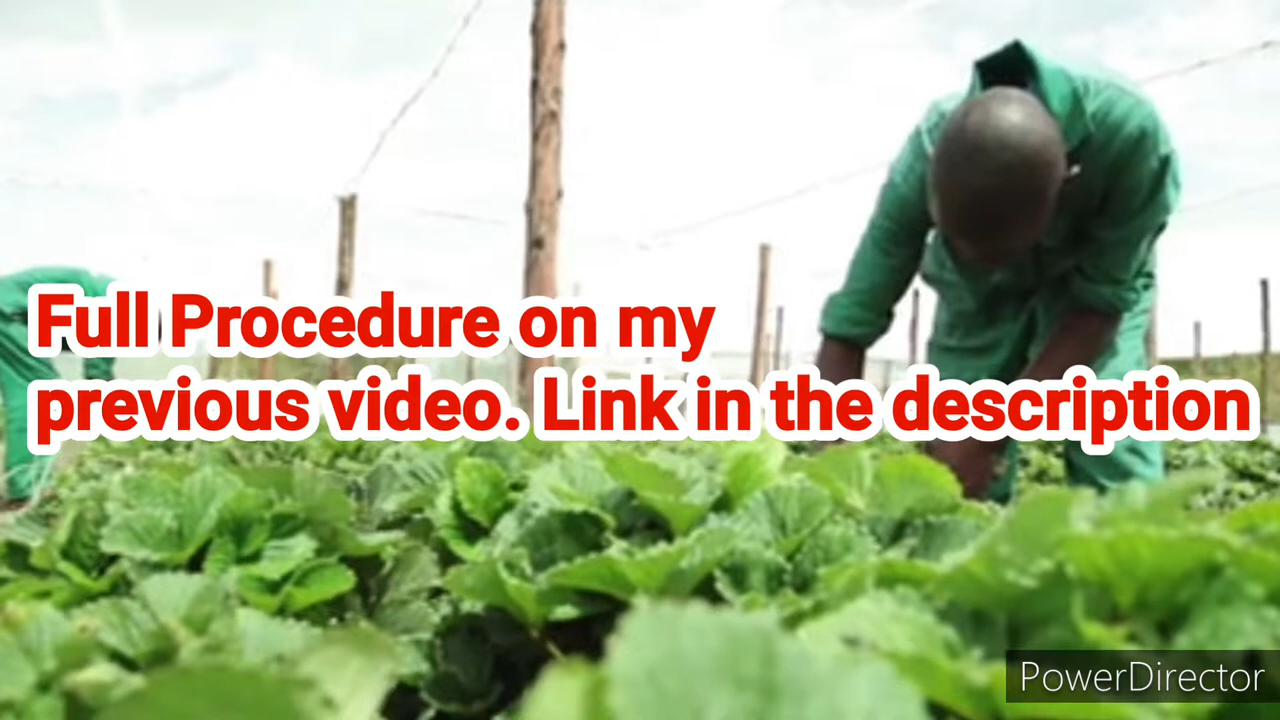 Full Procedure on my
previous video. Link in the description
PowerDirector